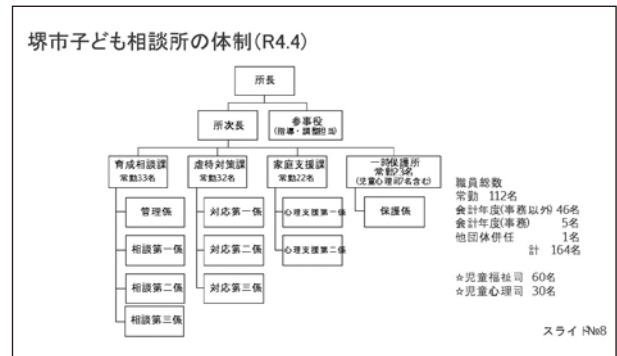 堺市子ども相談所の体制(R4.4)
所長
所次長
参事役
(指導・調整担当)
育成相談課
常勤33名
虐待対策課
常勤32名
家庭支援課
常勤22名
一時保護所
常勤23名
(児童心理司7名含む)
管理係
相談第一係
相談第二係
相談第三係
対応第一係
対応第二係
対応第三係
心理支援第一係
心理支援第二係
保護係
職員総数
常勤 112名
会計年度(事務以外) 46名
会計年度(事務) 5名
他団体併任 1名
計 164名
☆児童福祉司 60名
☆児童心理司 30名
スライド№8